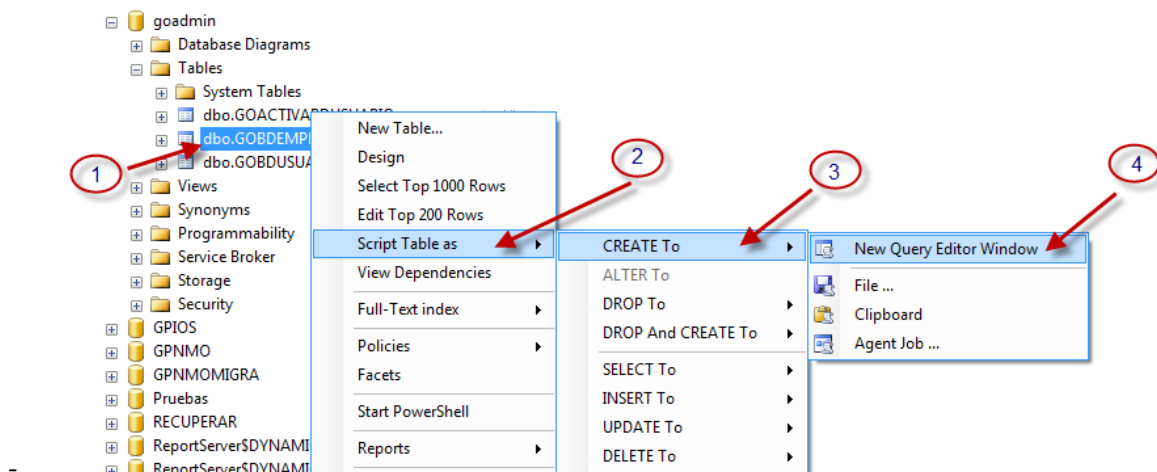 goadmin
Database Diagrams
Tables
System Tables
dbo.GOACTIVARDUSUARIO
dbo.GOBDEMP
dbo.GOBDUSUA
Views
Synonyms
Programmability
Service Broker
Storage
Security
GPIOS
GPNMO
GPNMOMIGRA
Pruebas
RECUPERAR
ReportServer$DYNAMI
ReportServer$DYNAMI
New Table...
Design
Select Top 1000 Rows
Edit Top 200 Rows
Script Table as
View Dependencies
Full-Text index
Policies
Facets
Start PowerShell
Reports
CREATE To
ALTER To
DROP To
DROP And CREATE To
SELECT To
INSERT To
UPDATE To
DELETE To
New Query Editor Window
File ...
Clipboard
Agent Job ...
1
2
3
4